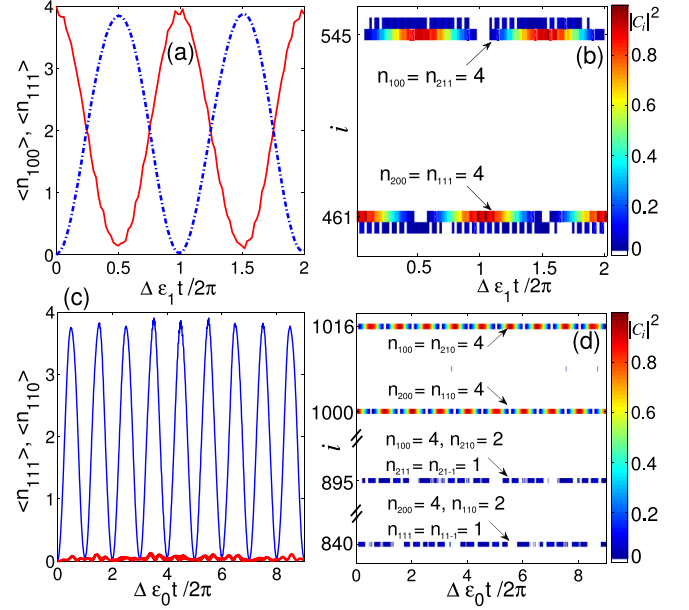 4
3
2
1
0
<n₁₀₀>, <n₁₁₁>
(a)
0 0.5 1 1.5 2
Δ ε₁ t /2π
545
i
461
(b)
n₁₀₀ = n₂₁₁ = 4
n₂₀₀ = n₁₁₁ = 4
0.5 1 1.5 2
Δ ε₁ t /2π
|Cᵢ|²
0.8
0.6
0.4
0.2
0
(c)
4
3
2
1
0
<n₁₁₁>, <n₁₁₀>
0 2 4 6 8
Δ ε₀ t /2π
1016
1000
i
895
840
(d)
n₁₀₀ = n₂₁₀ = 4
n₂₀₀ = n₁₁₀ = 4
n₁₀₀ = 4, n₂₁₀ = 2
n₂₁₁ = n₂₁₋₁ = 1
n₂₀₀ = 4, n₁₁₀ = 2
n₁₁₁ = n₁₁₋₁ = 1
0 2 4 6 8
Δ ε₀ t /2π
|Cᵢ|²
0.8
0.6
0.4
0.2
0